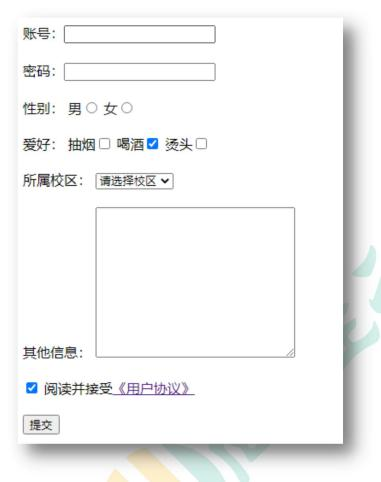 账号：
密码：
性别： 男 女
爱好： 抽烟 喝酒 烫头
所属校区： 请选择校区
其他信息：
阅读并接受《用户协议》
提交